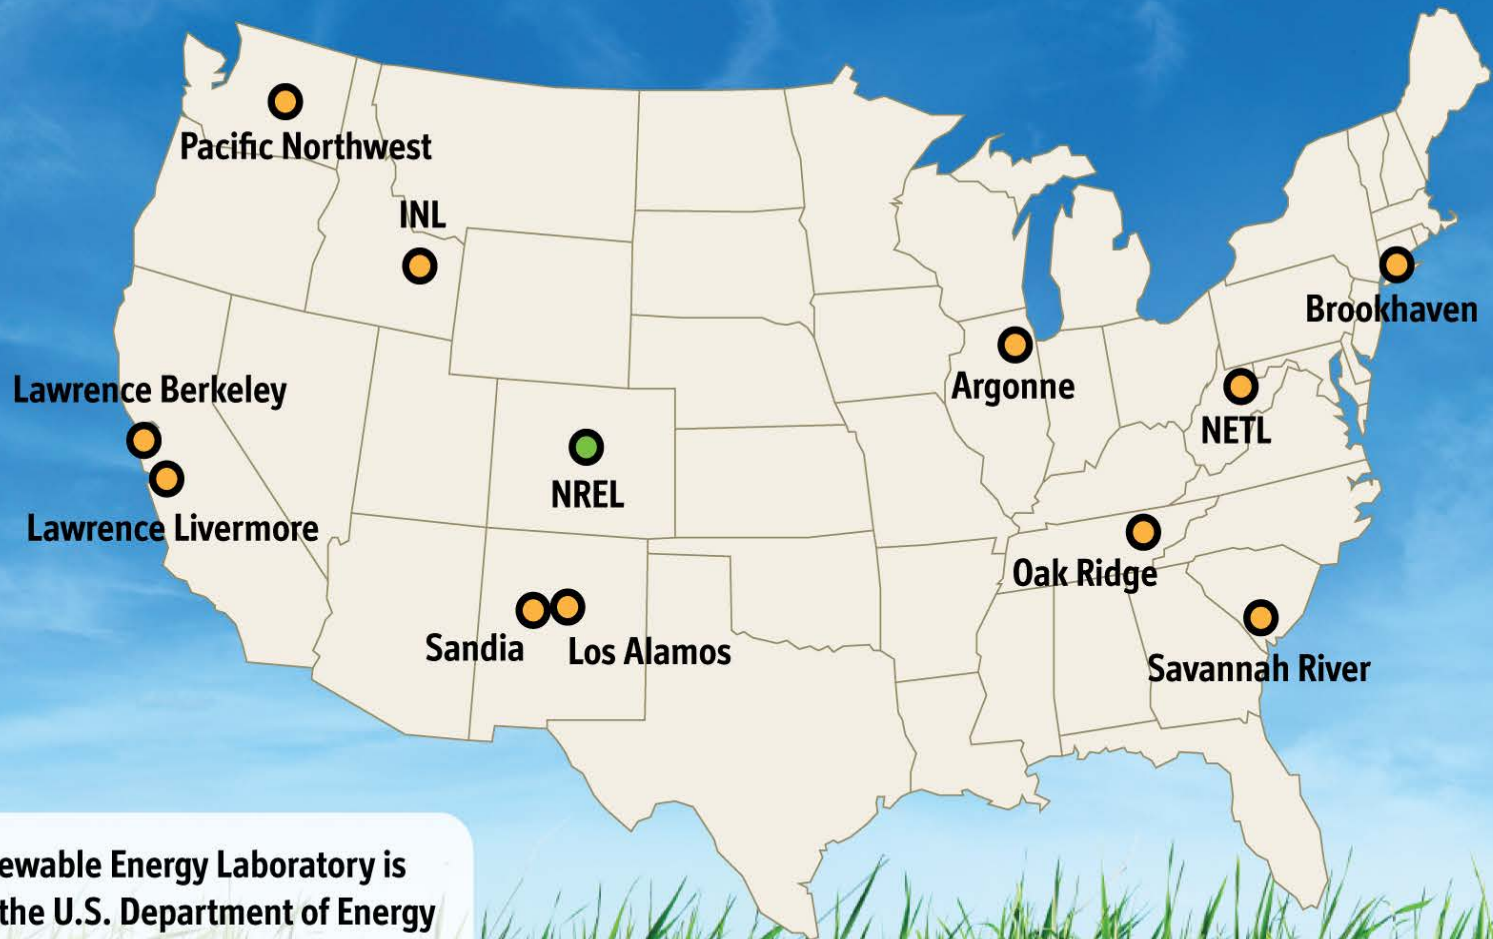 Pacific Northwest
INL
Brookhaven
Lawrence Berkeley
Argonne
NETL
NREL
Lawrence Livermore
Oak Ridge
Sandia
Los Alamos
Savannah River
ewable Energy Laboratory is
the U.S. Department of Energy